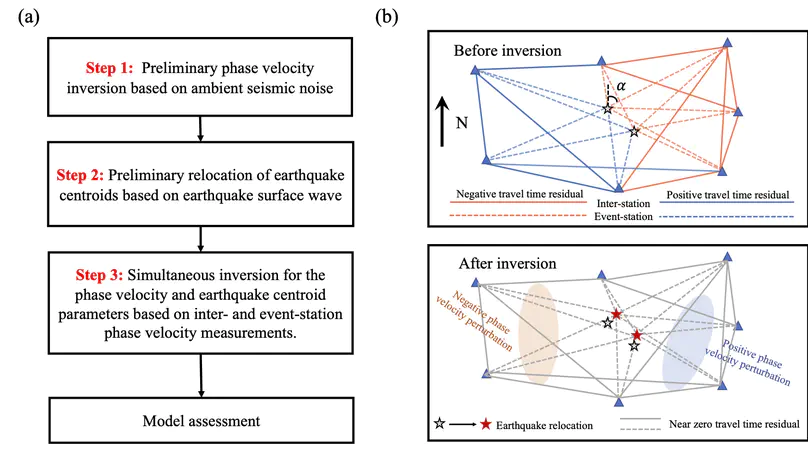 (a)
Step 1: Preliminary phase velocity
inversion based on ambient seismic noise
Step 2: Preliminary relocation of earthquake
centroids based on earthquake surface wave
Step 3: Simultaneous inversion for the
phase velocity and earthquake centroid
parameters based on inter- and event-station
phase velocity measurements.
Model assessment
(b)
Before inversion
α
N
Negative travel time residual
Positive travel time residual
Inter-station
Event-station
After inversion
Negative phase
velocity perturbation
Positive phase
velocity perturbation
Earthquake relocation
Near zero travel time residual